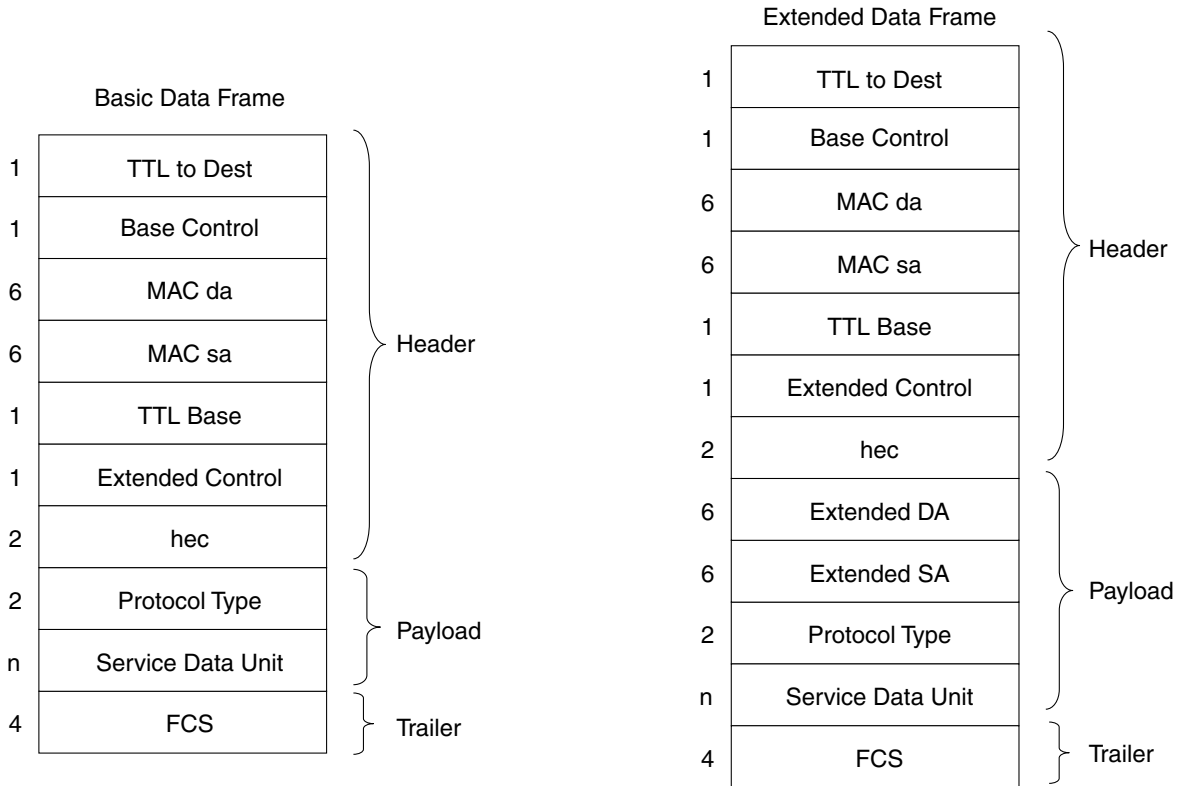 Basic Data Frame
1 TTL to Dest
1 Base Control
6 MAC da
6 MAC sa
1 TTL Base
1 Extended Control
2 hec
Header
2 Protocol Type
n Service Data Unit
Payload
4 FCS
Trailer
Extended Data Frame
1 TTL to Dest
1 Base Control
6 MAC da
6 MAC sa
1 TTL Base
1 Extended Control
2 hec
Header
6 Extended DA
6 Extended SA
2 Protocol Type
n Service Data Unit
Payload
4 FCS
Trailer